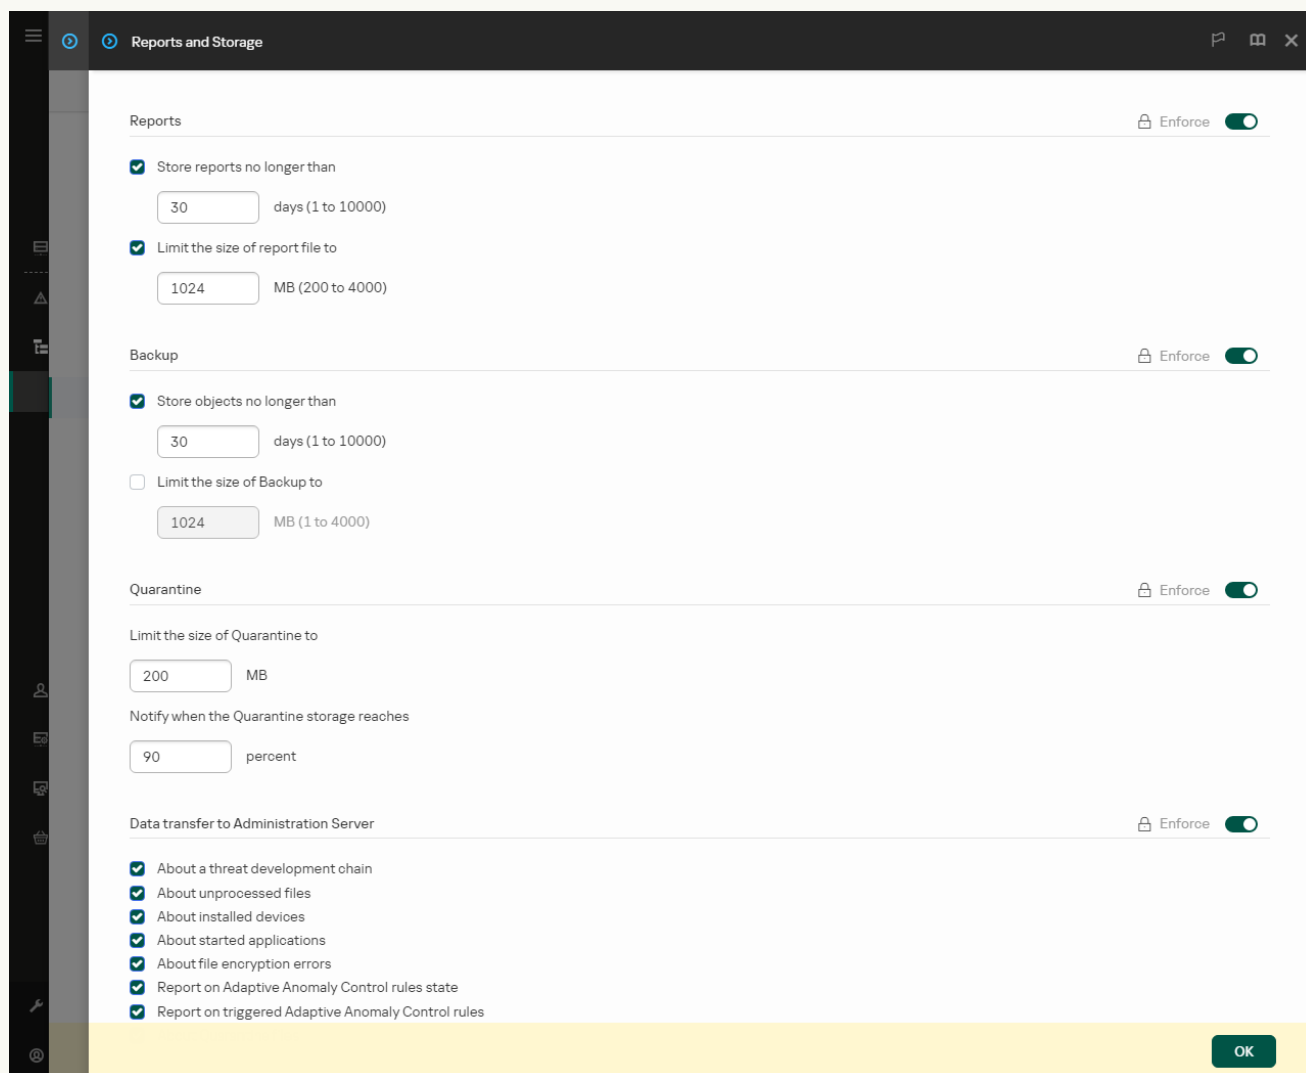 Reports and Storage
Reports
Enforce
Store reports no longer than
30 days (1 to 10000)
Limit the size of report file to
1024 MB (200 to 4000)
Backup
Enforce
Store objects no longer than
30 days (1 to 10000)
Limit the size of Backup to
1024 MB (1 to 4000)
Quarantine
Enforce
Limit the size of Quarantine to
200 MB
Notify when the Quarantine storage reaches
90 percent
Data transfer to Administration Server
Enforce
About a threat development chain
About unprocessed files
About installed devices
About started applications
About file encryption errors
Report on Adaptive Anomaly Control rules state
Report on triggered Adaptive Anomaly Control rules
OK